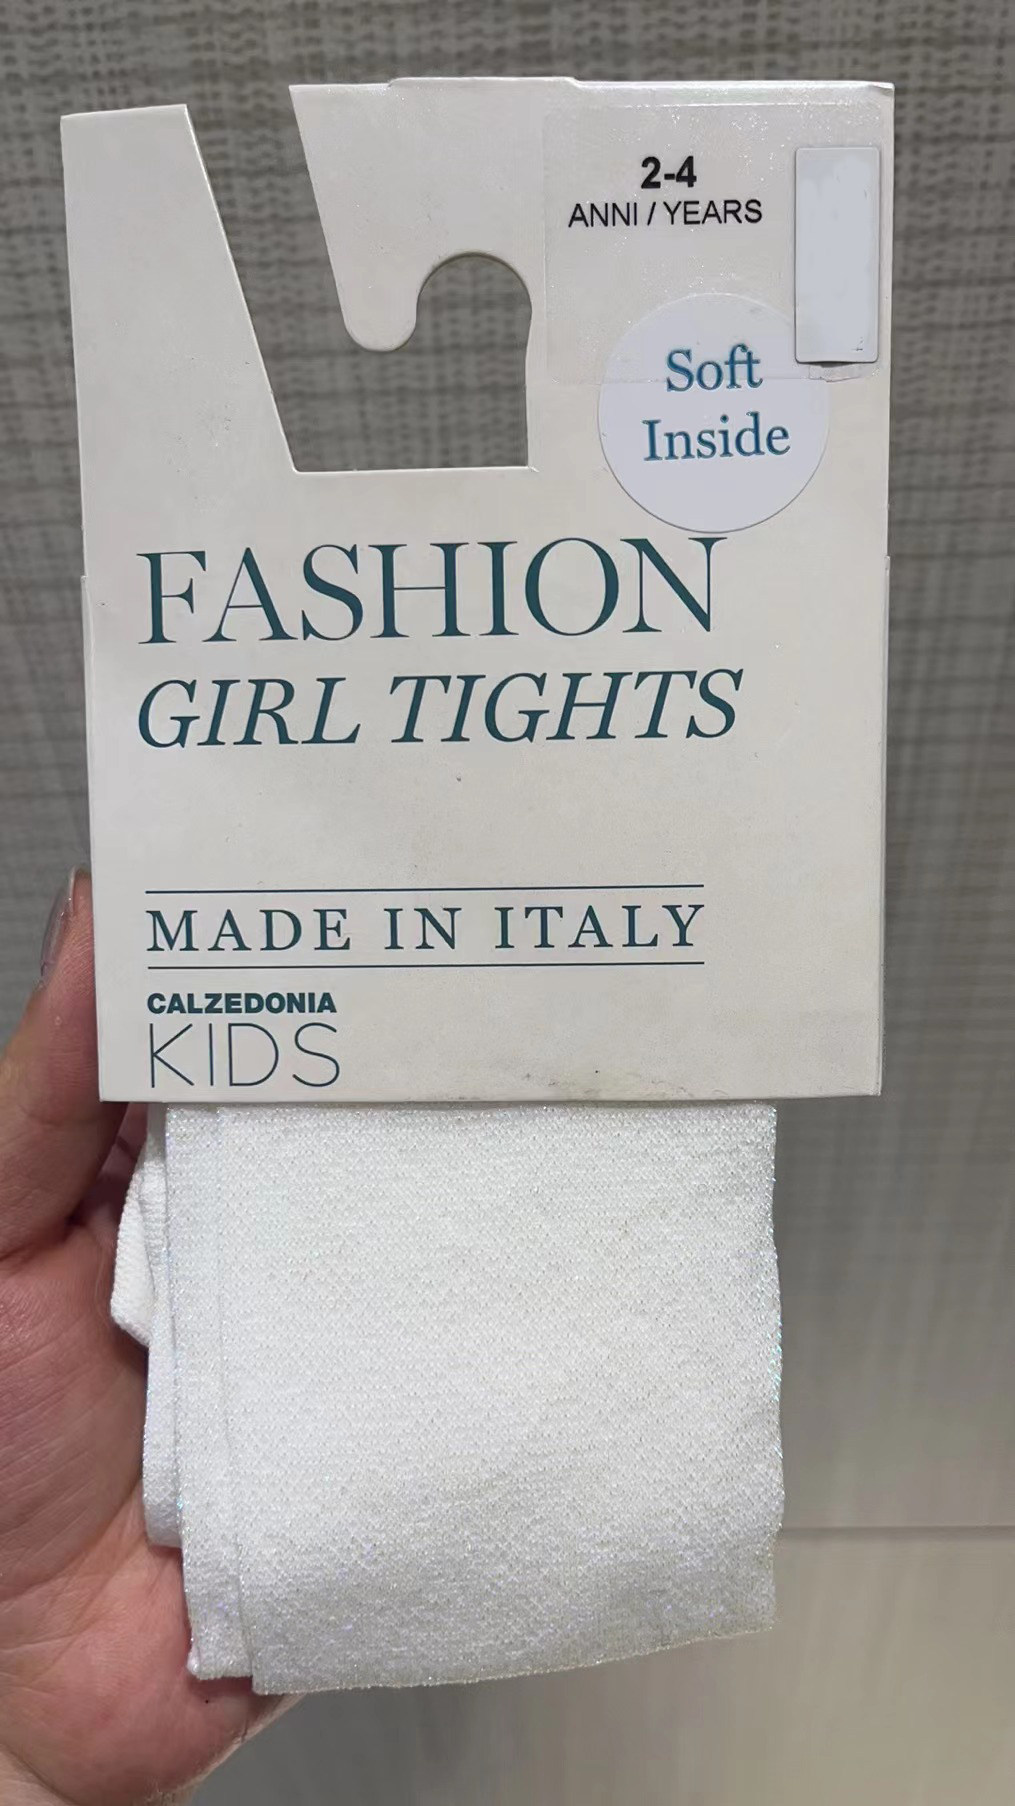 2-4
ANNI / YEARS
Soft
Inside
FASHION
GIRL TIGHTS
MADE IN ITALY
CALZEDONIA
KIDS